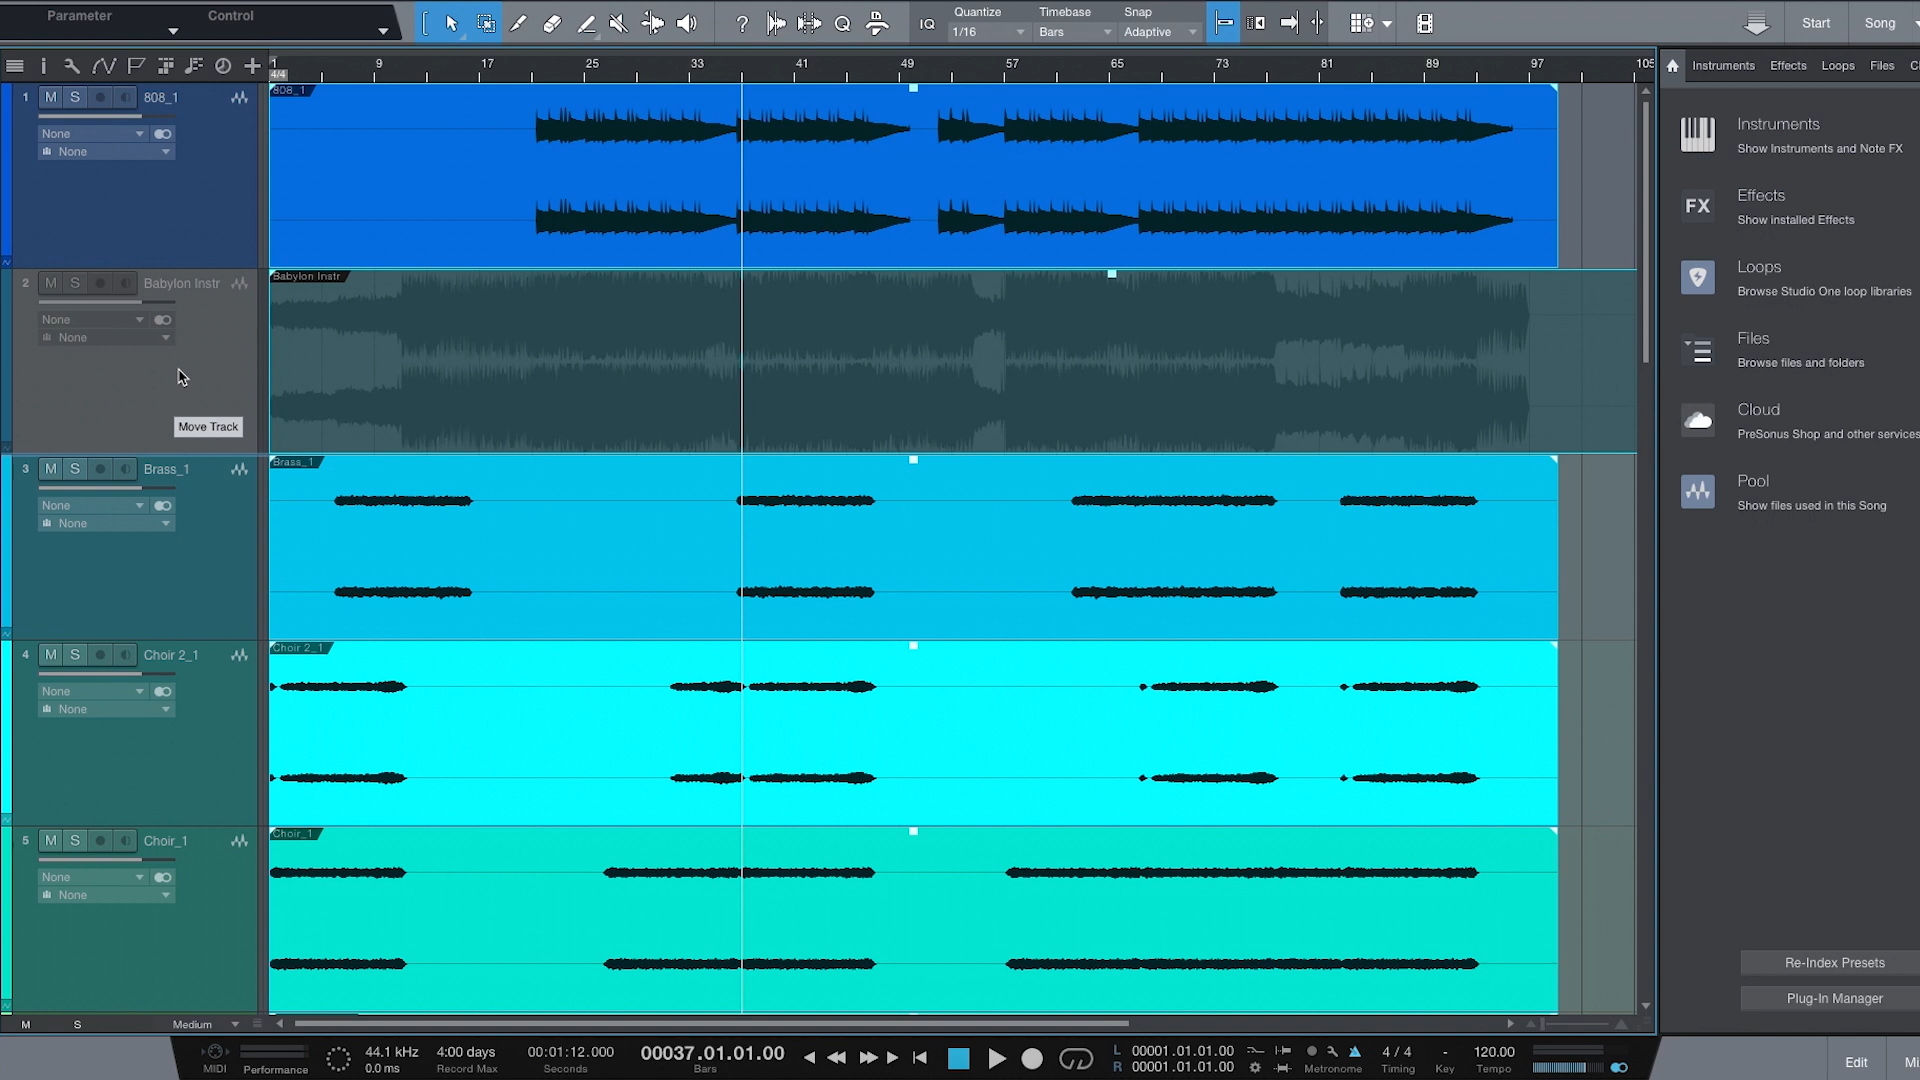 Parameter
Control
IQ
Quantize
1/16
Timebase
Bars
Snap
Adaptive
Start
Song
1
9
17
25
33
41
49
57
65
73
81
89
97
105
4/4
Instruments
Effects
Loops
Files
1
M
S
808_1
None
None
808_1
2
M
S
Babylon Instr
None
None
Move Track
Babylon Instr
3
M
S
Brass_1
None
None
Brass_1
4
M
S
Choir 2_1
None
None
Choir 2_1
5
M
S
Choir_1
None
None
Choir_1
Instruments
Show Instruments and Note FX
FX
Effects
Show installed Effects
Loops
Browse Studio One loop libraries
Files
Browse files and folders
Cloud
PreSonus Shop and other services
Pool
Show files used in this Song
Re-Index Presets
Plug-In Manager
M
S
Medium
MIDI
Performance
44.1 kHz
0.0 ms
4:00 days
Record Max
00:01:12.000
Seconds
00037.01.01.00
Bars
L
00001.01.01.00
R
00001.01.01.00
Metronome
4 / 4
Timing
-
Key
120.00
Tempo
Edit